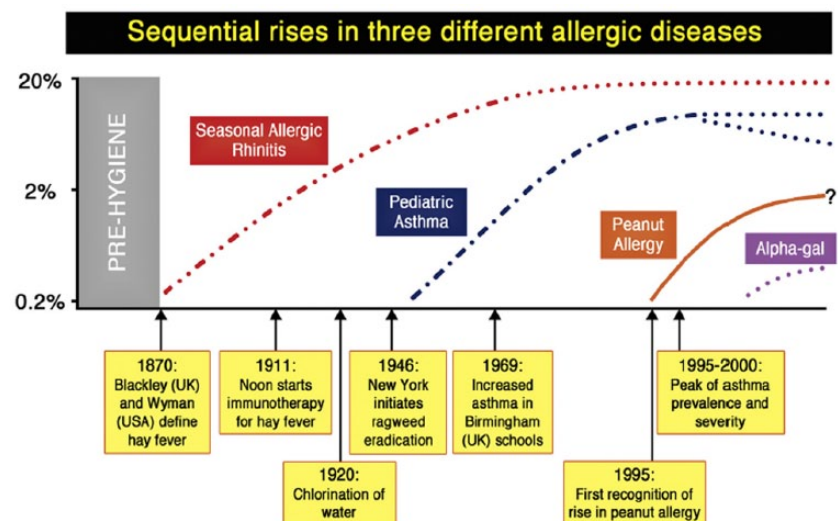 Sequential rises in three different allergic diseases
20%
2%
0.2%
PRE-HYGIENE
Seasonal Allergic
Rhinitis
Pediatric
Asthma
Peanut
Allergy
?
Alpha-gal
1870:
Blackley (UK)
and Wyman
(USA) define
hay fever
1911:
Noon starts
immunotherapy
for hay fever
1920:
Chlorination of
water
1946:
New York
initiates
ragweed
eradication
1969:
Increased
asthma in
Birmingham
(UK) schools
1995:
First recognition of
rise in peanut allergy
1995-2000:
Peak of asthma
prevalence and
severity